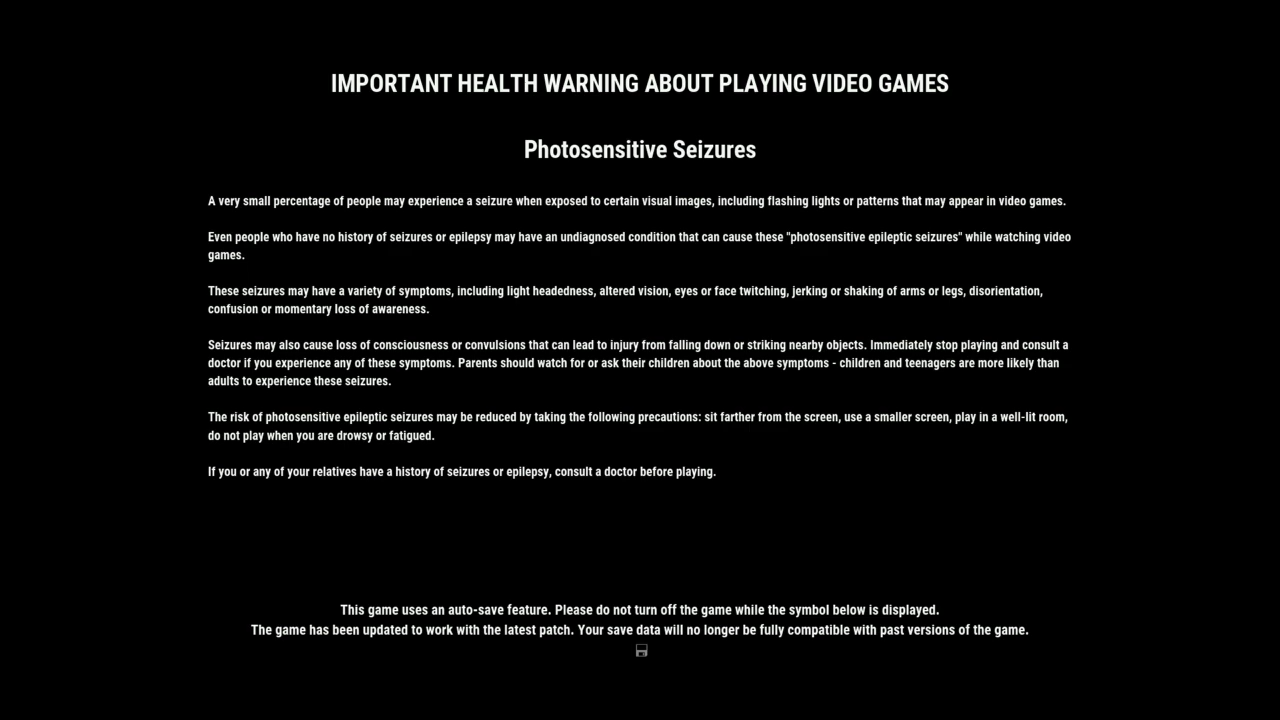 IMPORTANT HEALTH WARNING ABOUT PLAYING VIDEO GAMES
Photosensitive Seizures
A very small percentage of people may experience a seizure when exposed to certain visual images, including flashing lights or patterns that may appear in video games.
Even people who have no history of seizures or epilepsy may have an undiagnosed condition that can cause these "photosensitive epileptic seizures" while watching video
games.
These seizures may have a variety of symptoms, including light headedness, altered vision, eyes or face twitching, jerking or shaking of arms or legs, disorientation,
confusion or momentary loss of awareness.
Seizures may also cause loss of consciousness or convulsions that can lead to injury from falling down or striking nearby objects. Immediately stop playing and consult a
doctor if you experience any of these symptoms. Parents should watch for or ask their children about the above symptoms - children and teenagers are more likely than
adults to experience these seizures.
The risk of photosensitive epileptic seizures may be reduced by taking the following precautions: sit farther from the screen, use a smaller screen, play in a well-lit room,
do not play when you are drowsy or fatigued.
If you or any of your relatives have a history of seizures or epilepsy, consult a doctor before playing.
This game uses an auto-save feature. Please do not turn off the game while the symbol below is displayed.
The game has been updated to work with the latest patch. Your save data will no longer be fully compatible with past versions of the game.